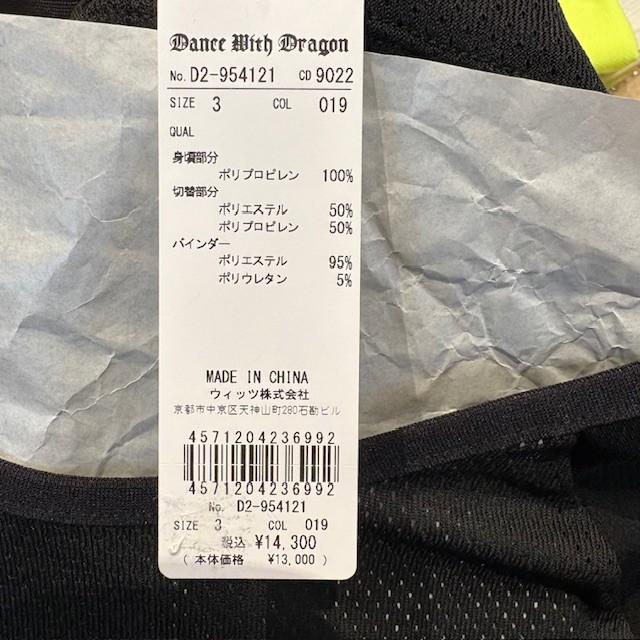 Dance With Dragon
No. D2-954121 CD 9022
SIZE 3 COL 019
QUAL
身頃部分
ポリプロピレン 100%
切替部分
ポリエステル 50%
ポリプロピレン 50%
バインダー
ポリエステル 95%
ポリウレタン 5%
MADE IN CHINA
ウィッツ株式会社
京都市中京区天神山町280石勘ビル
4571204236992
4571204236992
No. D2-954121
SIZE 3 COL 019
税込 ¥14,300
( 本体価格 ¥13,000 )